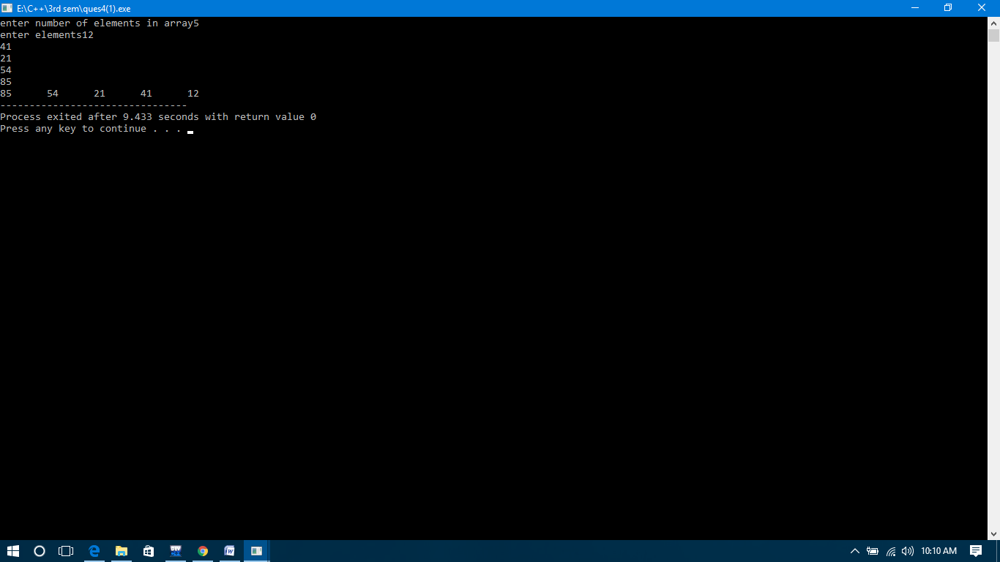 E:\C++\3rd sem\ques4(1).exe
enter number of elements in array5
enter elements12
41
21
54
85
85 54 21 41 12
--------------------------------
Process exited after 9.433 seconds with return value 0
Press any key to continue . . .
10:10 AM